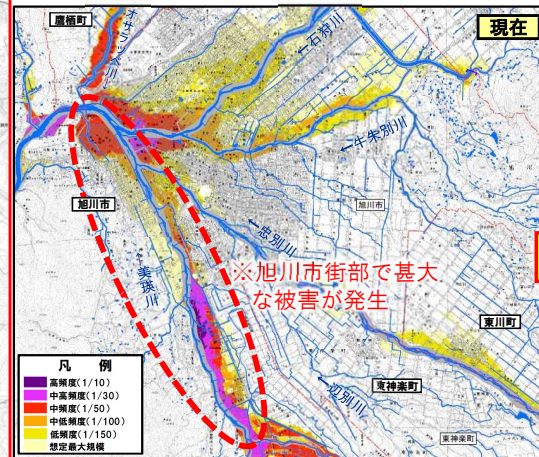 現在
鷹栖町
オサラッペ川
←石狩川
←牛朱別川
旭川市
旭川市
←忠別川
美瑛川
※旭川市街部で甚大
な被害が発生
東川町
東神楽町
←辺別川
東神楽町
凡 例
高頻度(1/10)
中高頻度(1/30)
中頻度(1/50)
中低頻度(1/100)
低頻度(1/150)
想定最大規模